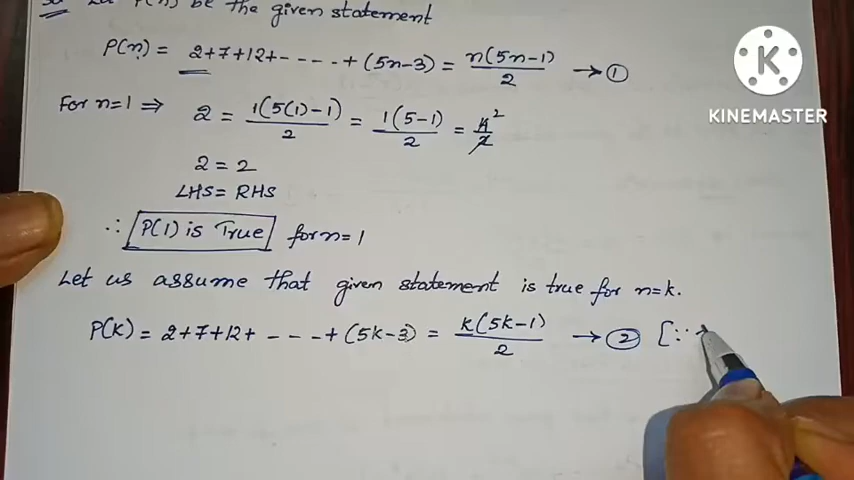 Let P(n) be the given statement
P(n) = 2+7+12+----+(5n-3) = n(5n-1)/2 → ①
For n=1 ⇒ 2 = 1(5(1)-1)/2 = 1(5-1)/2 = 4/2 2
2 = 2
LHS = RHS
∴ P(1) is True for n=1
Let us assume that given statement is true for n=k.
P(k) = 2+7+12+ ----+(5k-3) = k(5k-1)/2 → ② [∵
K
KINEMASTER